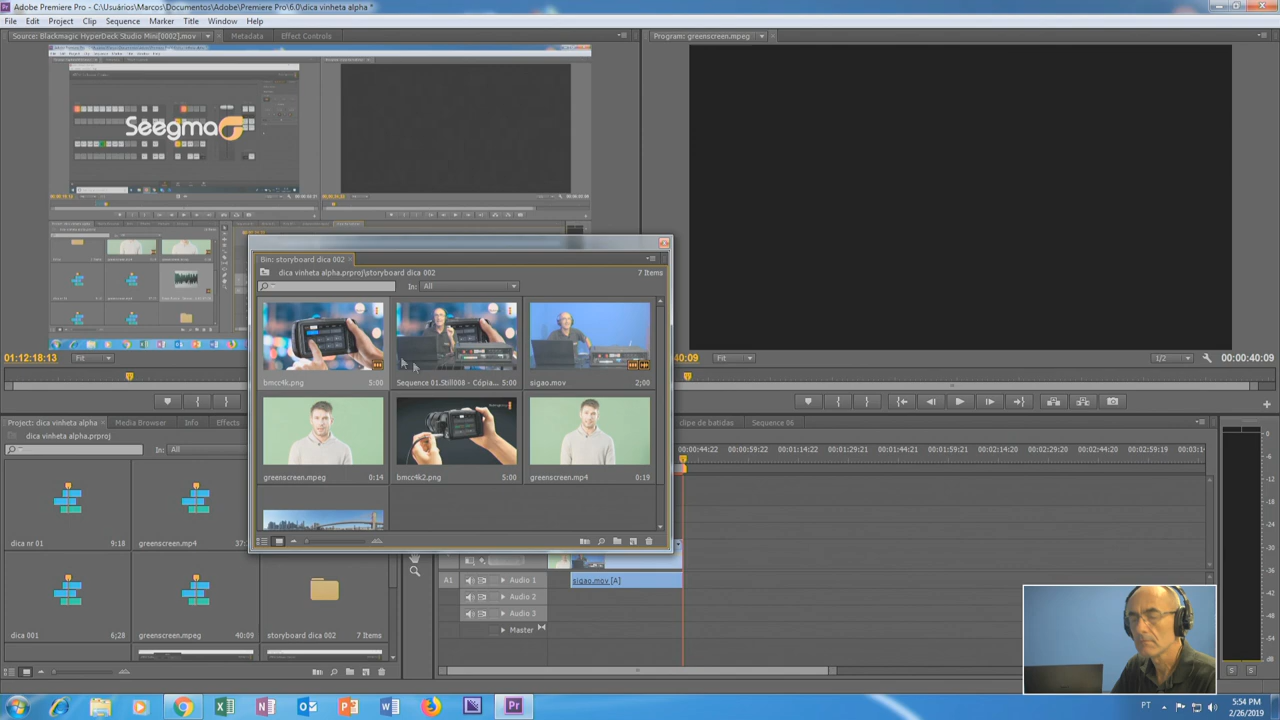 Adobe Premiere Pro - C:\Usuários\Marcos\Documentos\Adobe\Premiere Pro\6.0\dica vinheta alpha *
File Edit Project Clip Sequence Marker Title Window Help
Source: Blackmagic HyperDeck Studio Mini[0002].mov
Metadata
Effect Controls
Program: greenscreen.mpeg
Seegma
01:12:18:13
Fit
40:09
Fit
1/2
00:00:40:09
Bin: storyboard dica 002
dica vinheta alpha.prproj\storyboard dica 002
7 Items
In: All
bmcc4k.png 5:00
Sequence 01.Still008 - Cópia... 5:00
sigao.mov 2;00
greenscreen.mpeg 0:14
bmcc4k2.png 5:00
greenscreen.mp4 0:19
Project: dica vinheta alpha
Media Browser
Info
Effects
dica vinheta alpha.prproj
In: All
dica nr 01 9:18
greenscreen.mp4 37:
dica 001 6;28
greenscreen.mpeg 40:09
storyboard dica 002 7 Items
clipe de batidas
Sequence 06
00:00:44:22 00:00:59:22 00:01:14:22 00:01:29:21 00:01:44:21 00:01:59:21 00:02:14:21 00:02:29:21 00:02:44:21 00:02:59:19 00:03:1
A1
Audio 1
sigao.mov [A]
Audio 2
Audio 3
Master
S S
PT
5:54 PM
2/26/2019